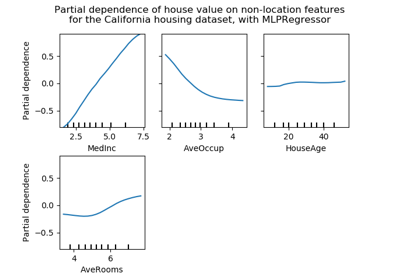 Partial dependence of house value on non-location features
for the California housing dataset, with MLPRegressor
Partial dependence
0.5
0.0
−0.5
2.5 5.0 7.5
MedInc
2 3 4
AveOccup
20 40
HouseAge
Partial dependence
0.5
0.0
−0.5
4 6
AveRooms